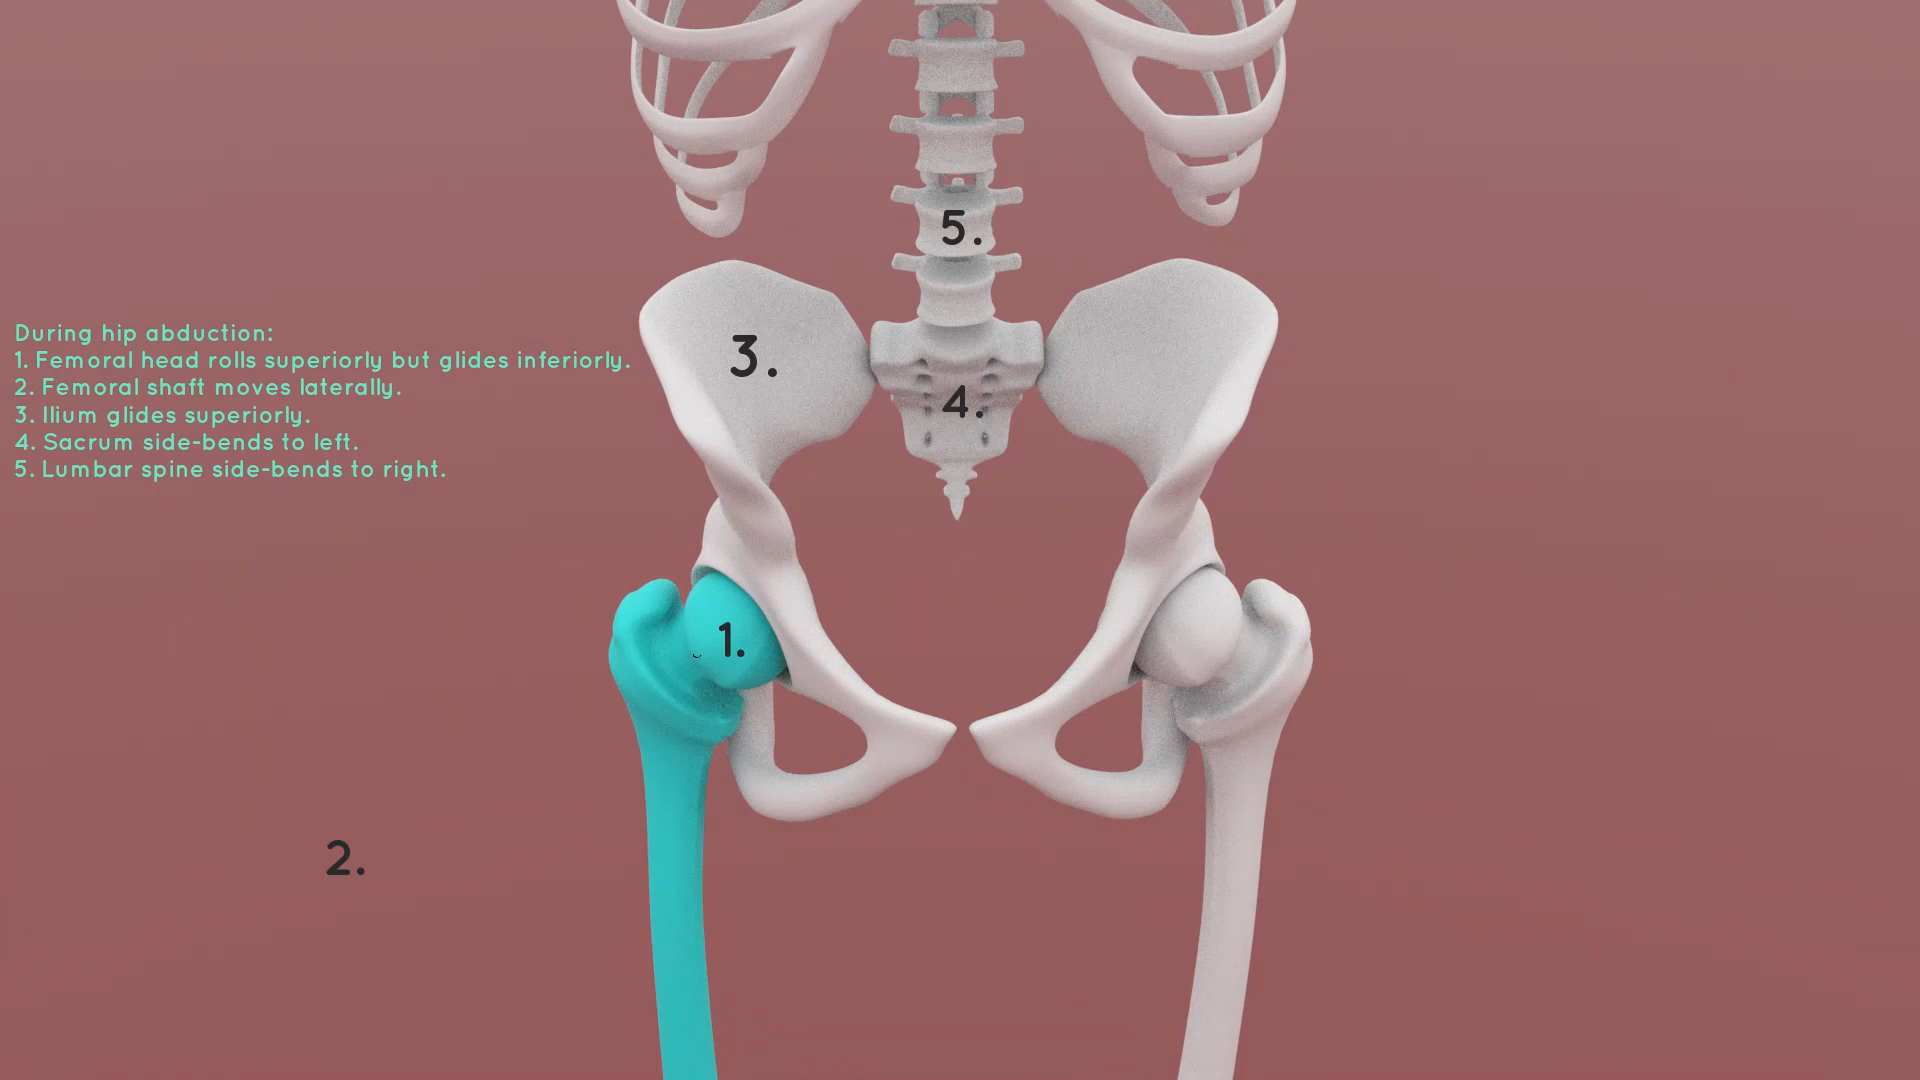 5.
3.
4.
During hip abduction:
1. Femoral head rolls superiorly but glides inferiorly.
2. Femoral shaft moves laterally.
3. Ilium glides superiorly.
4. Sacrum side-bends to left.
5. Lumbar spine side-bends to right.
1.
2.